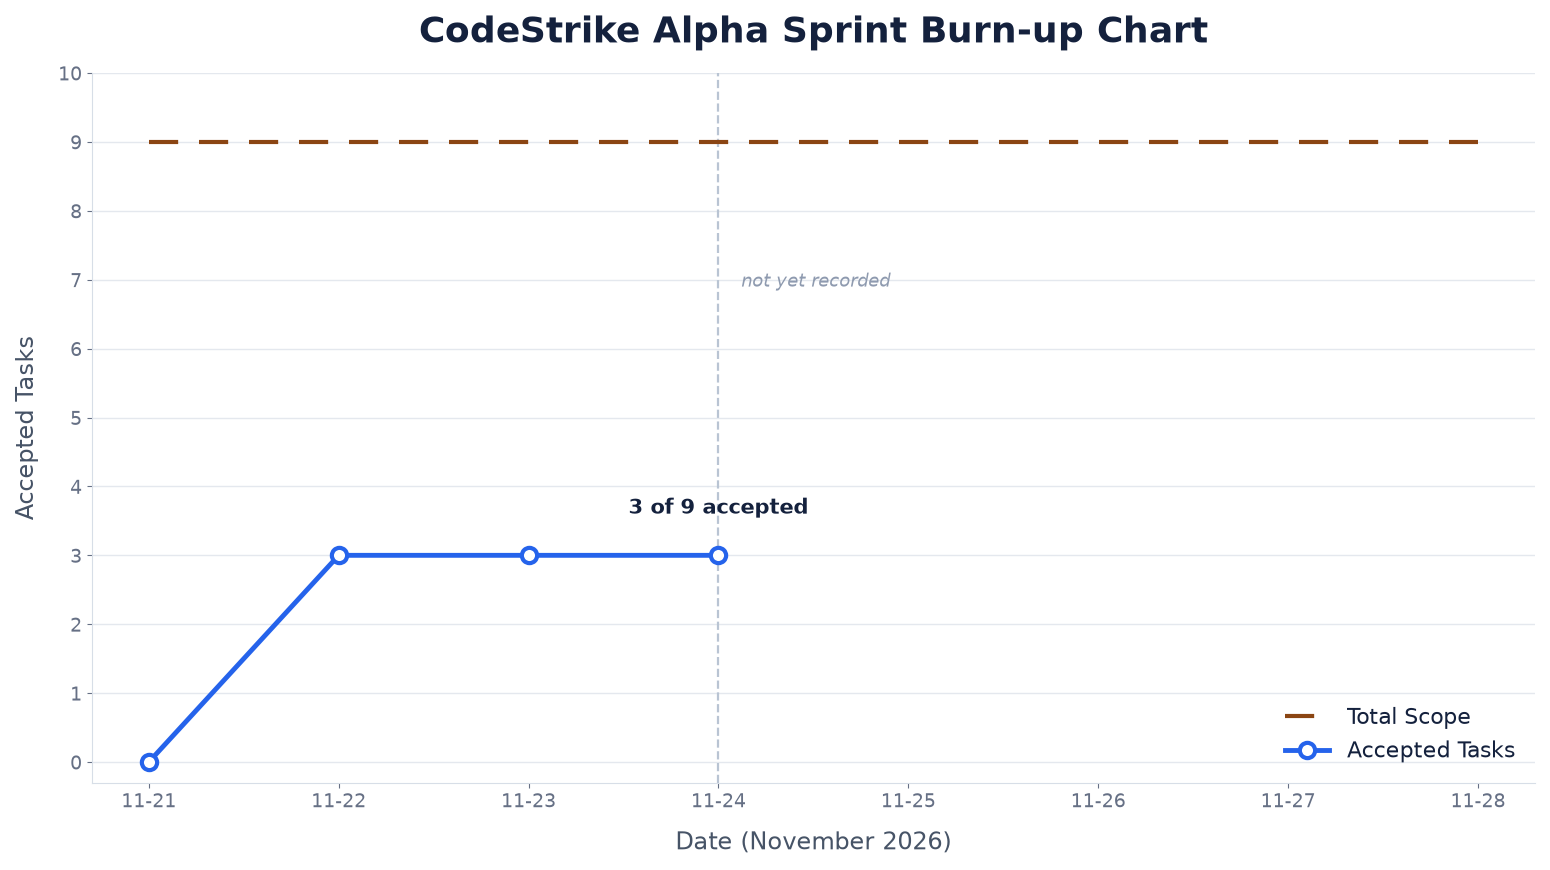 CodeStrike Alpha Sprint Burn-up Chart
Accepted Tasks
10
9
8
7
6
5
4
3
2
1
0
not yet recorded
3 of 9 accepted
Total Scope
Accepted Tasks
11-21
11-22
11-23
11-24
11-25
11-26
11-27
11-28
Date (November 2026)